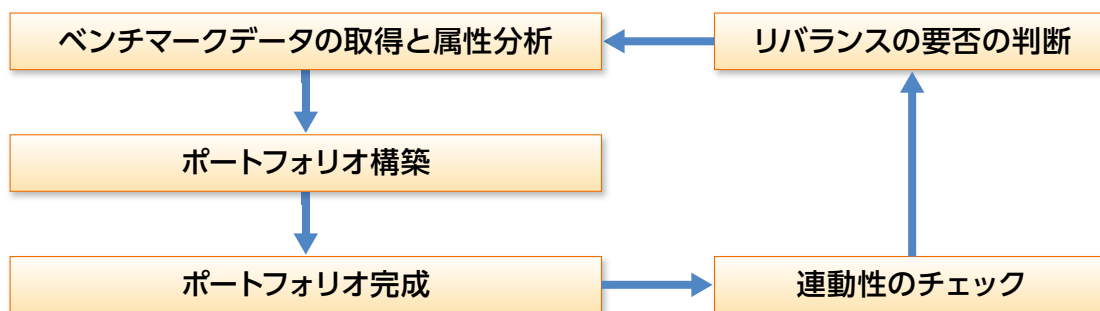 ベンチマークデータの取得と属性分析
リバランスの要否の判断
ポートフォリオ構築
ポートフォリオ完成
連動性のチェック